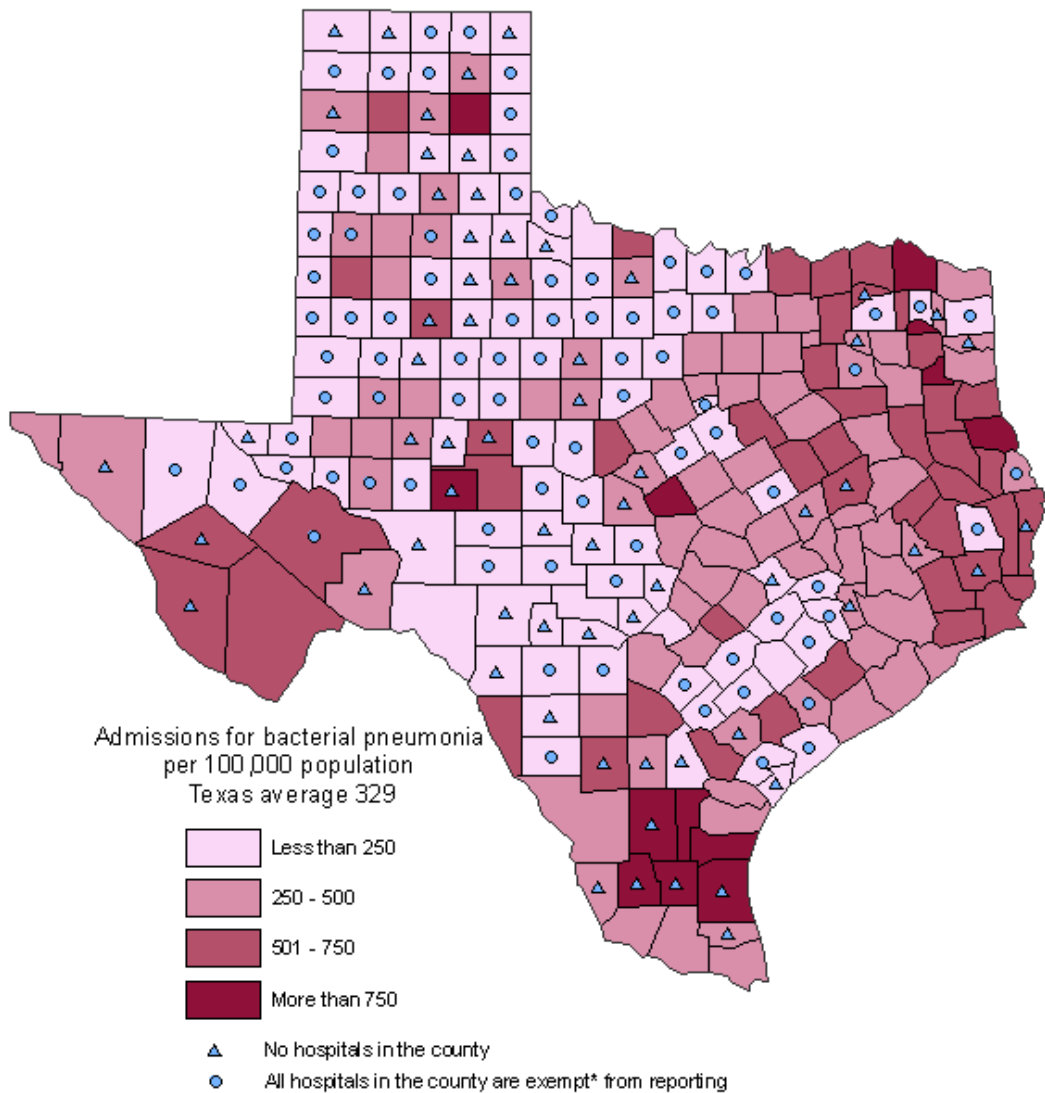 Admissions for bacterial pneumonia
per 100,000 population
Texas average 329
Less than 250
250 - 500
501 - 750
More than 750
No hospitals in the county
All hospitals in the county are exempt* from reporting